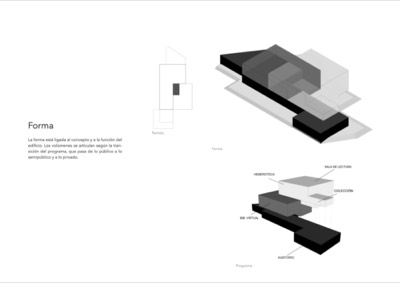 Forma
La forma está ligada al concepto y a la función del
edificio. Los volúmenes se articulan según la tran-
sición del programa, que pasa de lo público a lo
semipúblico y a lo privado.
Forma
HEMEROTECA
SALA DE LECTURA
COLECCIÓN
BIB. VIRTUAL
AUDITORIO
Programa